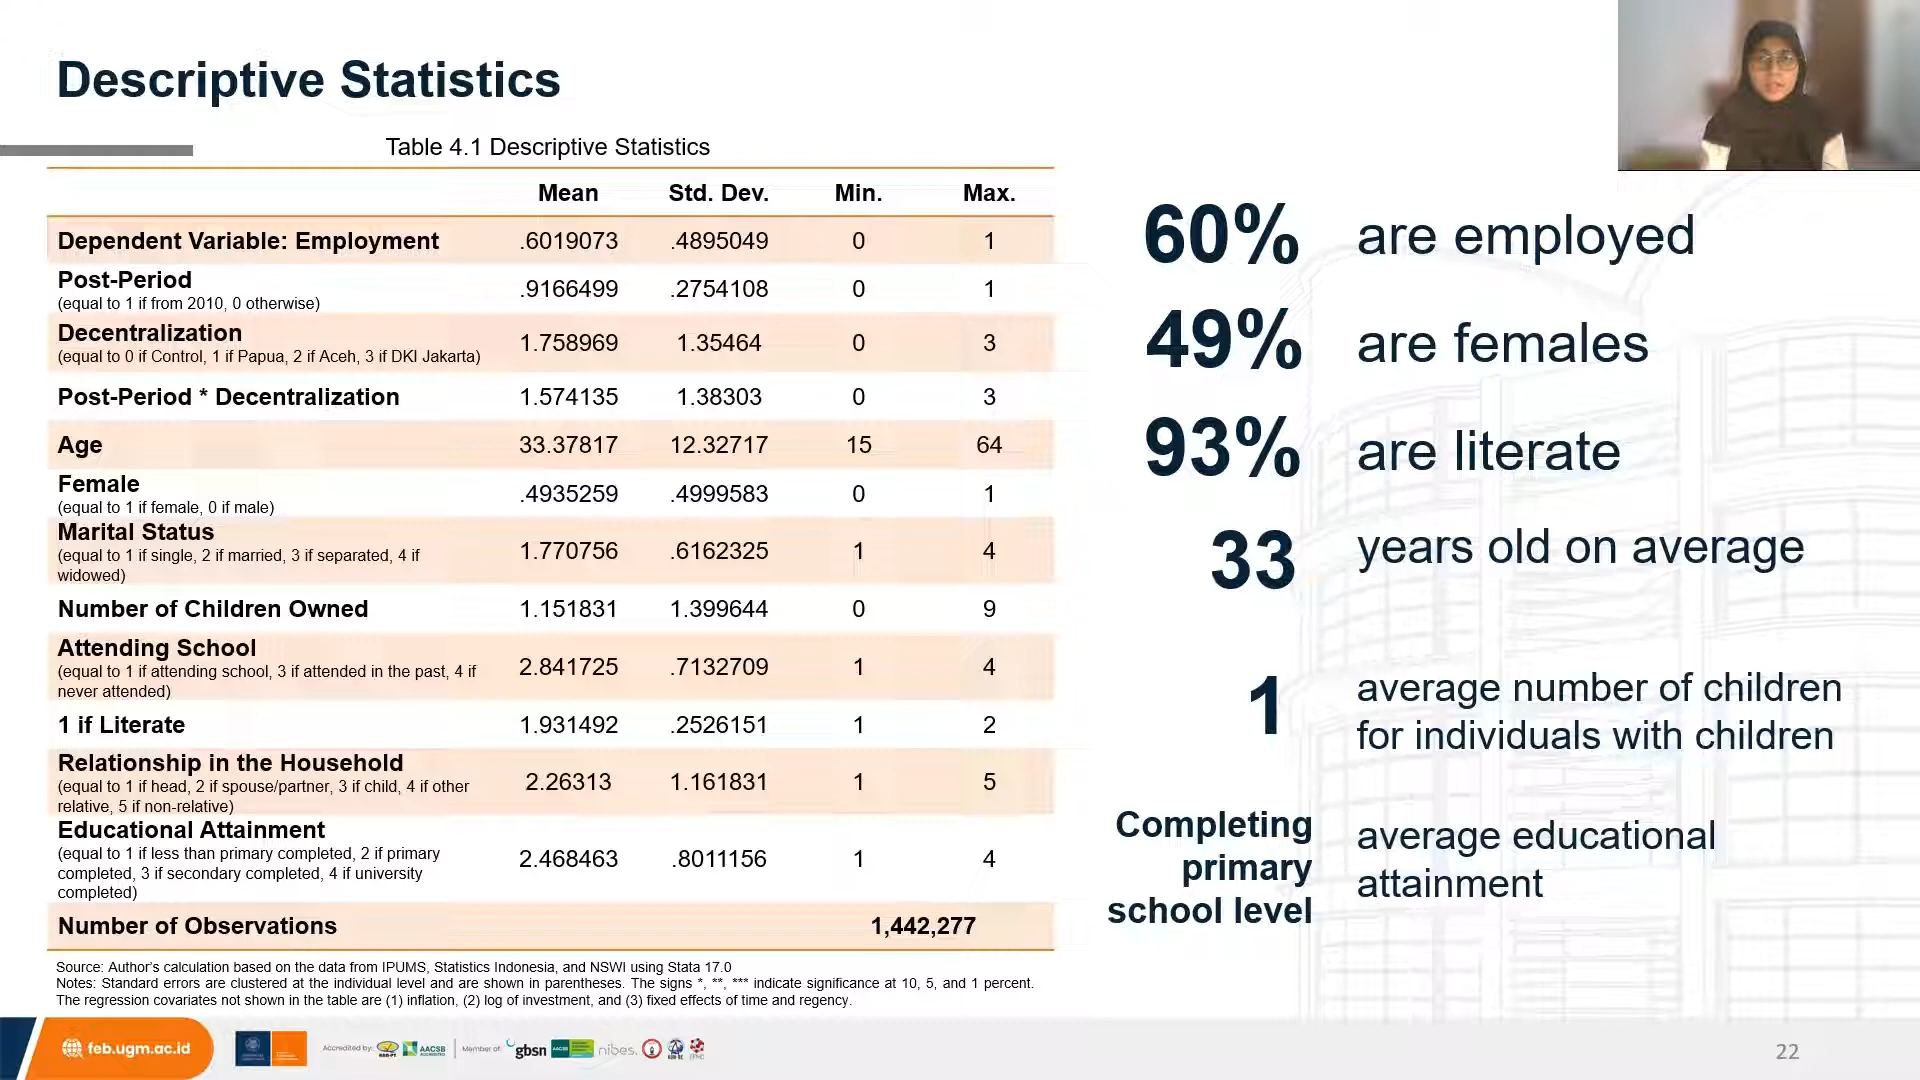 Descriptive Statistics
Table 4.1 Descriptive Statistics
Mean Std. Dev. Min. Max.
Dependent Variable: Employment .6019073 .4895049 0 1
Post-Period
(equal to 1 if from 2010, 0 otherwise) .9166499 .2754108 0 1
Decentralization
(equal to 0 if Control, 1 if Papua, 2 if Aceh, 3 if DKI Jakarta) 1.758969 1.35464 0 3
Post-Period * Decentralization 1.574135 1.38303 0 3
Age 33.37817 12.32717 15 64
Female
(equal to 1 if female, 0 if male) .4935259 .4999583 0 1
Marital Status
(equal to 1 if single, 2 if married, 3 if separated, 4 if
widowed) 1.770756 .6162325 1 4
Number of Children Owned 1.151831 1.399644 0 9
Attending School
(equal to 1 if attending school, 3 if attended in the past, 4 if
never attended) 2.841725 .7132709 1 4
1 if Literate 1.931492 .2526151 1 2
Relationship in the Household
(equal to 1 if head, 2 if spouse/partner, 3 if child, 4 if other
relative, 5 if non-relative) 2.26313 1.161831 1 5
Educational Attainment
(equal to 1 if less than primary completed, 2 if primary
completed, 3 if secondary completed, 4 if university
completed) 2.468463 .8011156 1 4
Number of Observations 1,442,277
Source: Author's calculation based on the data from IPUMS, Statistics Indonesia, and NSWI using Stata 17.0
Notes: Standard errors are clustered at the individual level and are shown in parentheses. The signs *, **, *** indicate significance at 10, 5, and 1 percent.
The regression covariates not shown in the table are (1) inflation, (2) log of investment, and (3) fixed effects of time and regency.
60% are employed
49% are females
93% are literate
33 years old on average
1 average number of children
for individuals with children
Completing
primary
school level
average educational
attainment
feb.ugm.ac.id
Accredited by:
AACSB
ACCREDITED
Member of:
gbsn
AACSB
nibes.
22